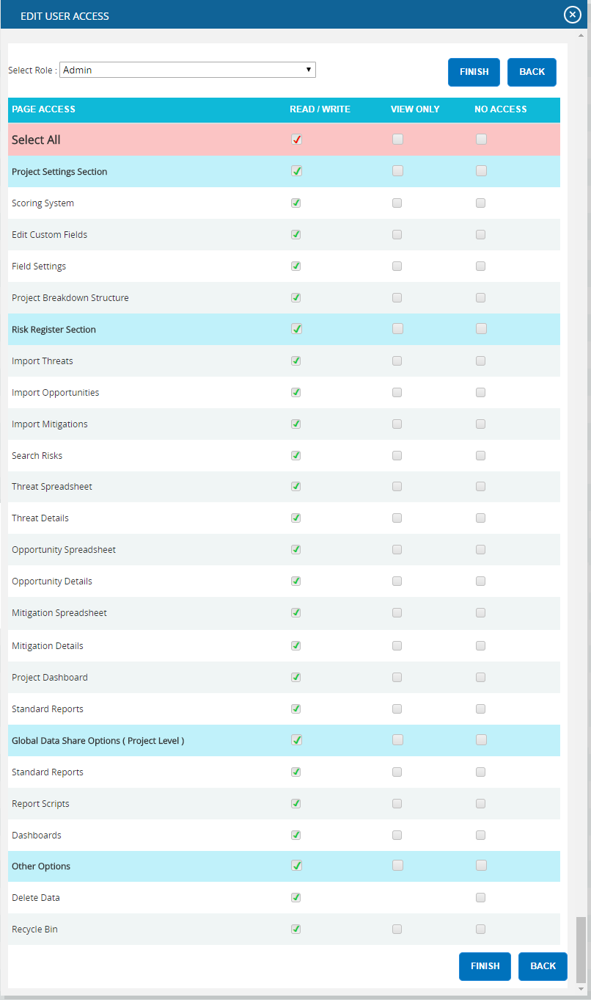 EDIT USER ACCESS
Select Role : Admin
FINISH BACK
PAGE ACCESS READ / WRITE VIEW ONLY NO ACCESS
Select All
Project Settings Section
Scoring System
Edit Custom Fields
Field Settings
Project Breakdown Structure
Risk Register Section
Import Threats
Import Opportunities
Import Mitigations
Search Risks
Threat Spreadsheet
Threat Details
Opportunity Spreadsheet
Opportunity Details
Mitigation Spreadsheet
Mitigation Details
Project Dashboard
Standard Reports
Global Data Share Options ( Project Level )
Standard Reports
Report Scripts
Dashboards
Other Options
Delete Data
Recycle Bin
FINISH BACK